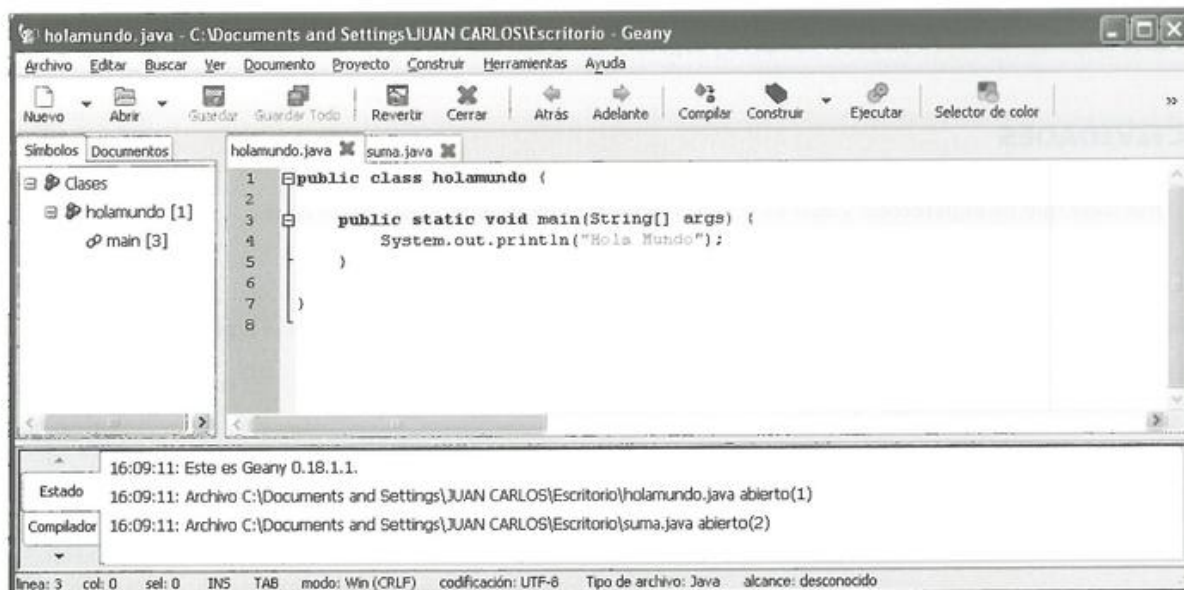 holamundo.java - C:\Documents and Settings\JUAN CARLOS\Escritorio - Geany
Archivo Editar Buscar Ver Documento Proyecto Construir Herramientas Ayuda
Nuevo Abrir Guardar Guardar Todo Revertir Cerrar Atrás Adelante Compilar Construir Ejecutar Selector de color
Símbolos Documentos holamundo.java suma.java
Clases
holamundo [1]
main [3]
1 public class holamundo {
2
3 public static void main(String[] args) {
4 System.out.println("Hola Mundo");
5 }
6
7 }
8
16:09:11: Este es Geany 0.18.1.1.
Estado 16:09:11: Archivo C:\Documents and Settings\JUAN CARLOS\Escritorio\holamundo.java abierto(1)
Compilador 16:09:11: Archivo C:\Documents and Settings\JUAN CARLOS\Escritorio\suma.java abierto(2)
línea: 3 col: 0 sel: 0 INS TAB modo: Win (CRLF) codificación: UTF-8 Tipo de archivo: Java alcance: desconocido